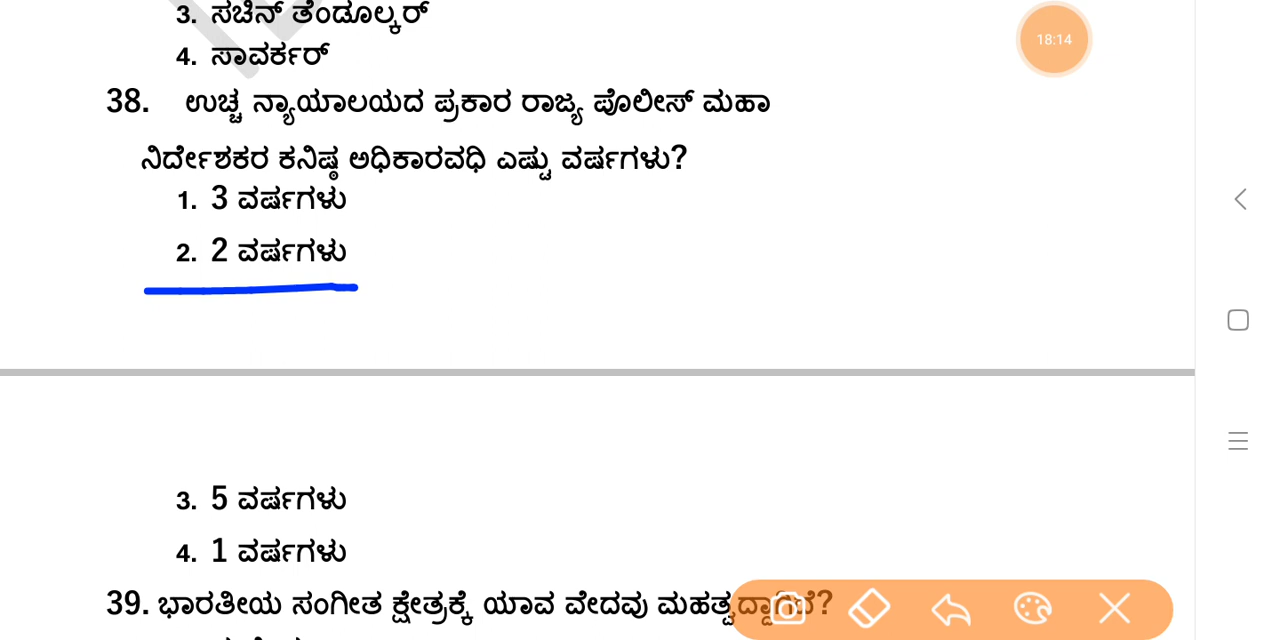 3. ಸಚಿನ್ ತೆಂಡೂಲ್ಕರ್
18:14
4. ಸಾವರ್ಕರ್
38. ಉಚ್ಚ ನ್ಯಾಯಾಲಯದ ಪ್ರಕಾರ ರಾಜ್ಯ ಪೊಲೀಸ್ ಮಹಾ
ನಿರ್ದೇಶಕರ ಕನಿಷ್ಠ ಅಧಿಕಾರವಧಿ ಎಷ್ಟು ವರ್ಷಗಳು?
1. 3 ವರ್ಷಗಳು
2. 2 ವರ್ಷಗಳು
3. 5 ವರ್ಷಗಳು
4. 1 ವರ್ಷಗಳು
39. ಭಾರತೀಯ ಸಂಗೀತ ಕ್ಷೇತ್ರಕ್ಕೆ ಯಾವ ವೇದವು ಮಹತ್ವದ್ದಾಗಿದೆ?